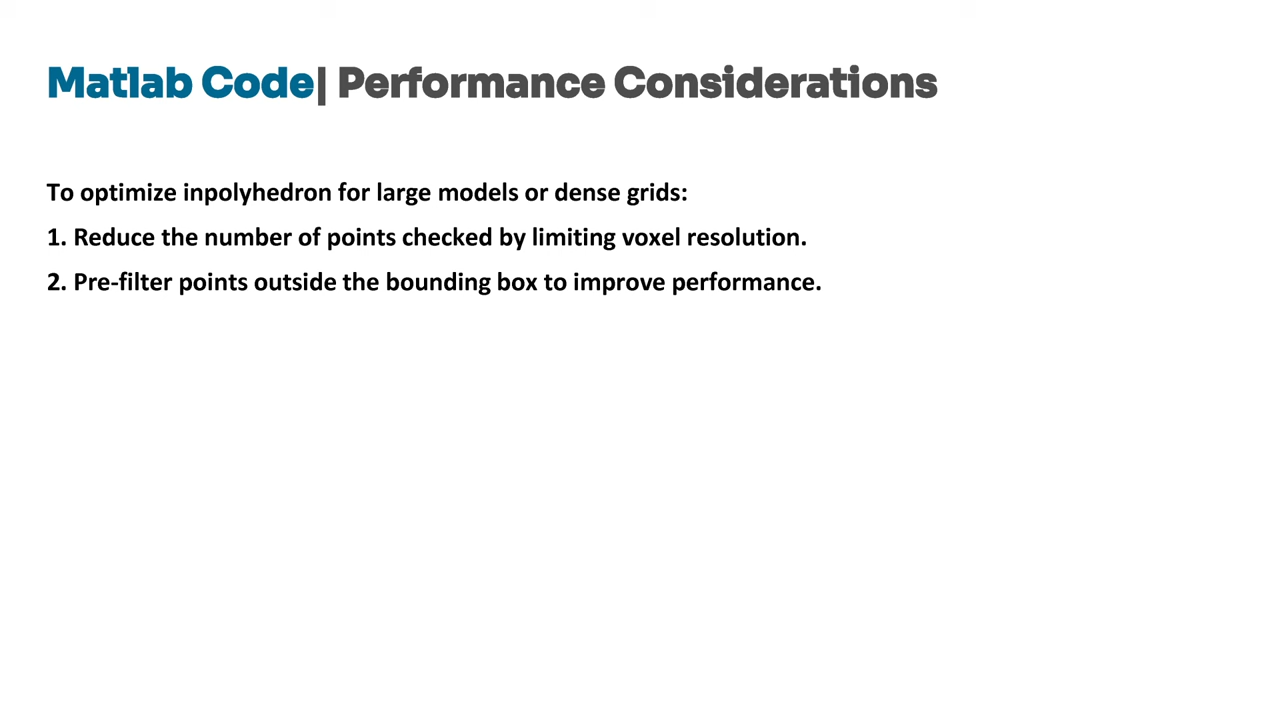 Matlab Code| Performance Considerations
To optimize inpolyhedron for large models or dense grids:
1. Reduce the number of points checked by limiting voxel resolution.
2. Pre-filter points outside the bounding box to improve performance.